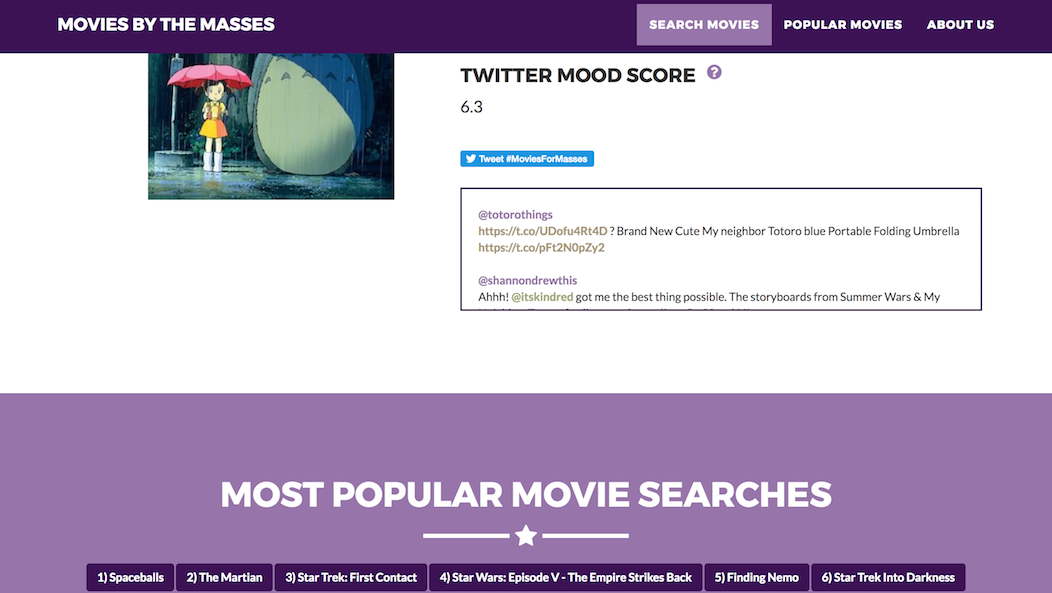 MOVIES BY THE MASSES
SEARCH MOVIES
POPULAR MOVIES
ABOUT US
TWITTER MOOD SCORE ?
6.3
Tweet #MoviesForMasses
@totorothings
https://t.co/UDofu4Rt4D ? Brand New Cute My neighbor Totoro blue Portable Folding Umbrella
https://t.co/pFt2N0pZy2
@shannondrewthis
Ahhh! @itskindred got me the best thing possible. The storyboards from Summer Wars & My
MOST POPULAR MOVIE SEARCHES
1) Spaceballs
2) The Martian
3) Star Trek: First Contact
4) Star Wars: Episode V - The Empire Strikes Back
5) Finding Nemo
6) Star Trek Into Darkness